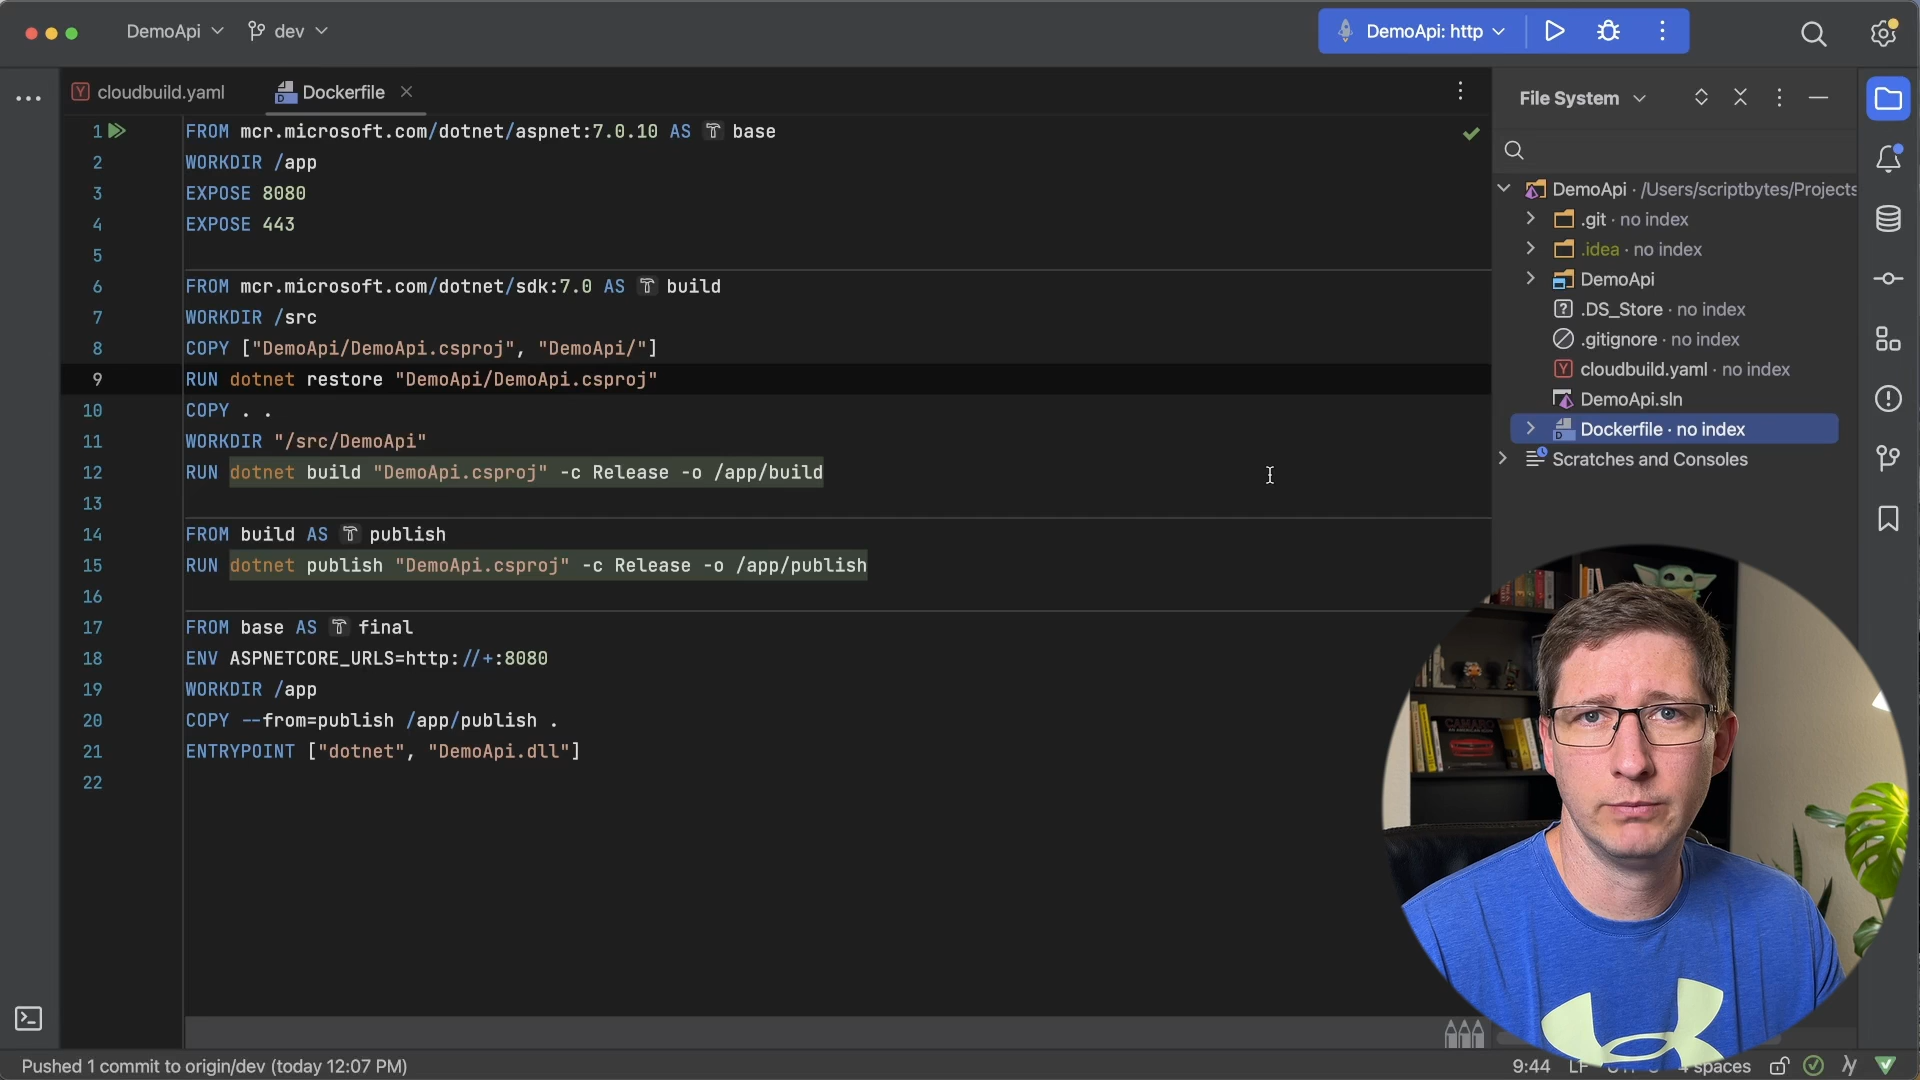 DemoApi
dev
DemoApi: http
cloudbuild.yaml
Dockerfile
File System
1 FROM mcr.microsoft.com/dotnet/aspnet:7.0.10 AS base
2 WORKDIR /app
3 EXPOSE 8080
4 EXPOSE 443
5
6 FROM mcr.microsoft.com/dotnet/sdk:7.0 AS build
7 WORKDIR /src
8 COPY ["DemoApi/DemoApi.csproj", "DemoApi/"]
9 RUN dotnet restore "DemoApi/DemoApi.csproj"
10 COPY . .
11 WORKDIR "/src/DemoApi"
12 RUN dotnet build "DemoApi.csproj" -c Release -o /app/build
13
14 FROM build AS publish
15 RUN dotnet publish "DemoApi.csproj" -c Release -o /app/publish
16
17 FROM base AS final
18 ENV ASPNETCORE_URLS=http://+:8080
19 WORKDIR /app
20 COPY --from=publish /app/publish .
21 ENTRYPOINT ["dotnet", "DemoApi.dll"]
22
DemoApi · /Users/scriptbytes/Projects
.git · no index
.idea · no index
DemoApi
.DS_Store · no index
.gitignore · no index
cloudbuild.yaml · no index
DemoApi.sln
Dockerfile · no index
Scratches and Consoles
CAMARO
Pushed 1 commit to origin/dev (today 12:07 PM)
9:44
LF
spaces